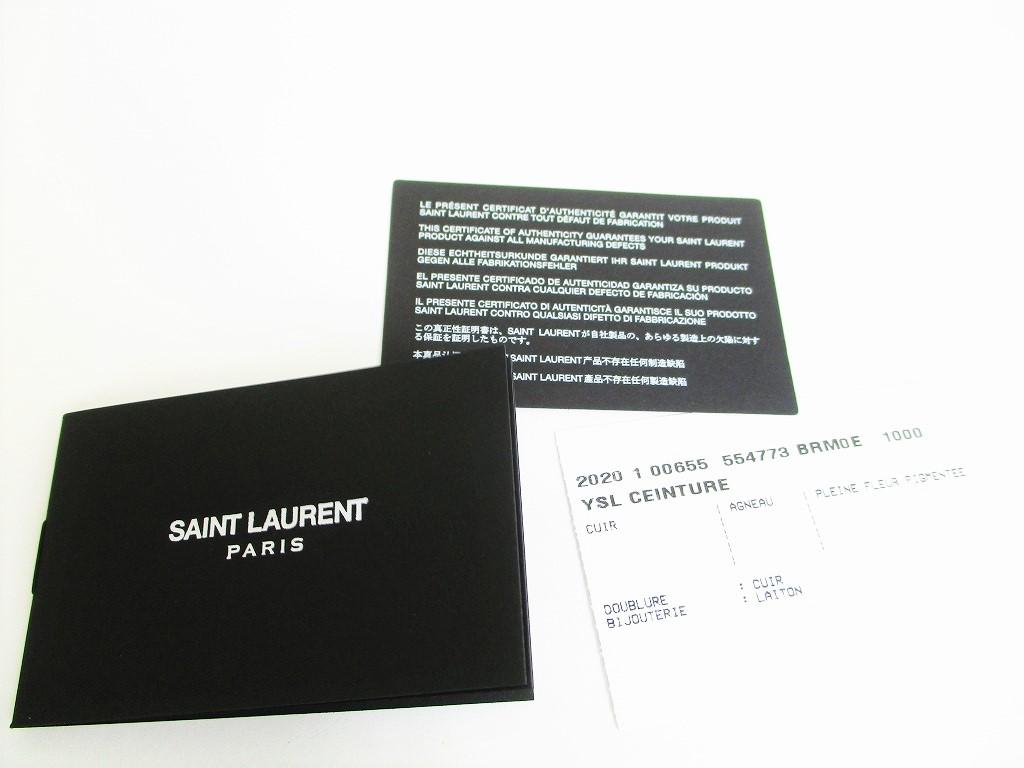 LE PRÉSENT CERTIFICAT D'AUTHENTICITÉ GARANTIT VOTRE PRODUIT
SAINT LAURENT CONTRE TOUT DÉFAUT DE FABRICATION
THIS CERTIFICATE OF AUTHENTICITY GUARANTEES YOUR SAINT LAURENT
PRODUCT AGAINST ALL MANUFACTURING DEFECTS
DIESE ECHTHEITSURKUNDE GARANTIERT IHR SAINT LAURENT PRODUKT
GEGEN ALLE FABRIKATIONSFEHLER
EL PRESENTE CERTIFICADO DE AUTENTICIDAD GARANTIZA SU PRODUCTO
SAINT LAURENT CONTRA CUALQUIER DEFECTO DE FABRICACIÓN
IL PRESENTE CERTIFICATO DI AUTENTICITÀ GARANTISCE IL SUO PRODOTTO
SAINT LAURENT CONTRO QUALSIASI DIFETTO DI FABBRICAZIONE
この真正性証明書は、SAINT LAURENTが自社製品の、あらゆる製造上の欠陥に対す
る保証を証明したものです。
本真品 SAINT LAURENT产品不存在任何制造缺陷
SAINT LAURENT產品不存在任何製造缺陷
SAINT LAURENT
PARIS
2020 1 00655 554773 BRM0E 1000
YSL CEINTURE
CUIR AGNEAU PLEINE FLEUR PIGMENTEE
DOUBLURE : CUIR
BIJOUTERIE : LAITON